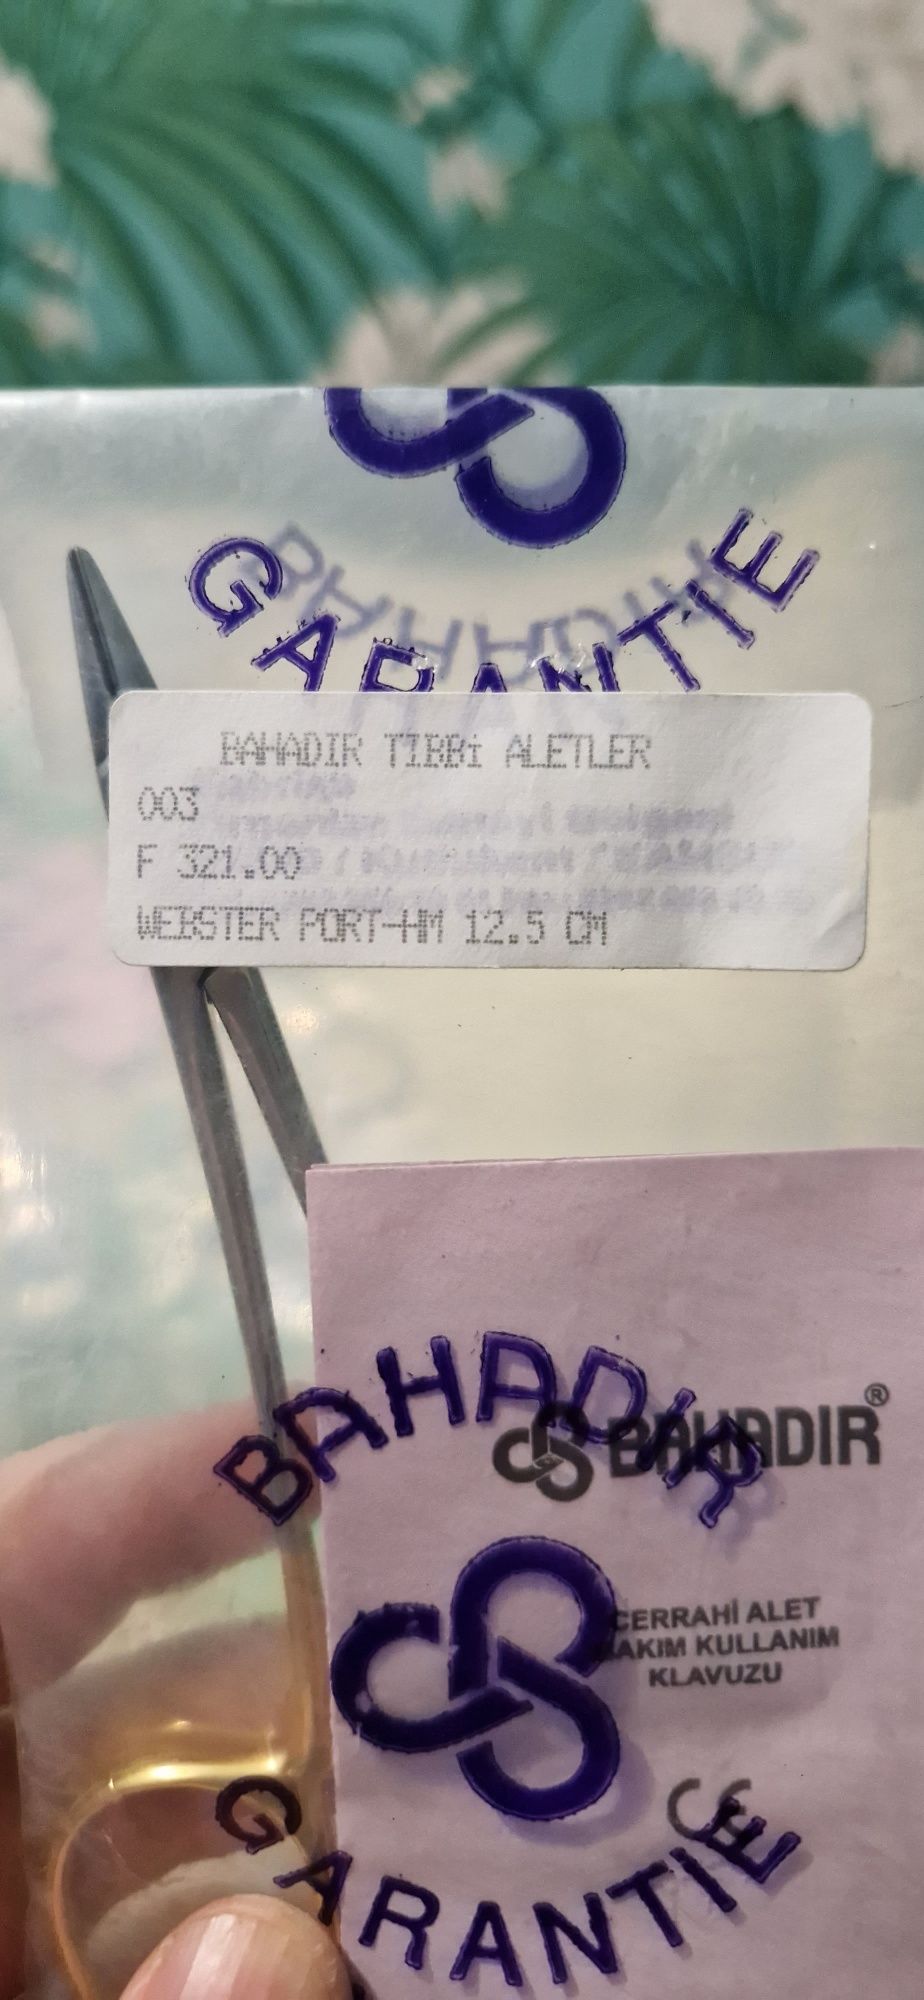 GARANTIE
BAHADIR
BAHADIR TIBBi ALETLER
003
F 321.00
WEBSTER PORT-HM 12.5 CM
BAHADIR
BAHADIR®
CERRAHİ ALET
BAKIM KULLANIM
KLAVUZU
CE
GARANTIE